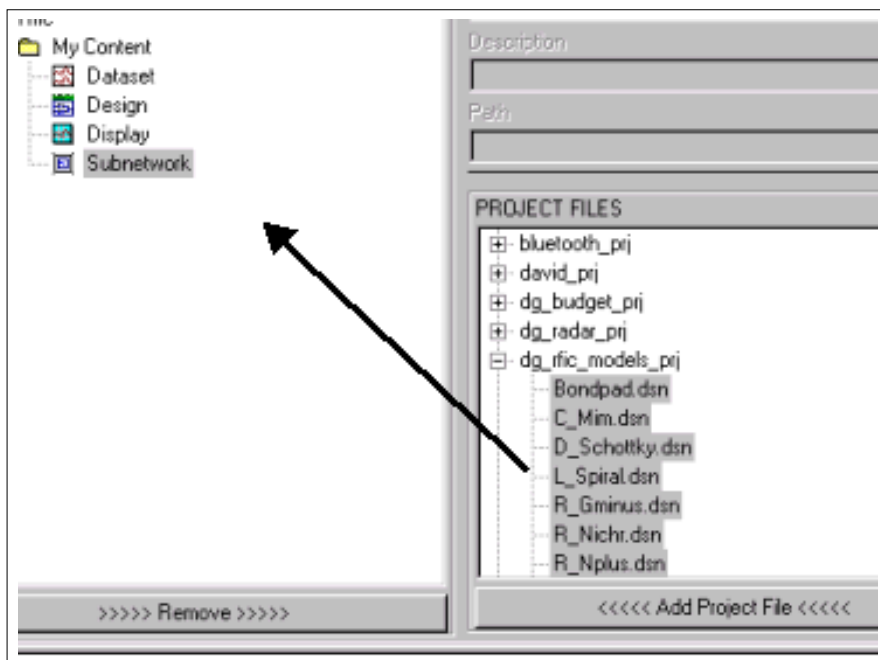 My Content
Dataset
Design
Display
Subnetwork
>>>>> Remove >>>>>
Description
Path
PROJECT FILES
bluetooth_prj
david_prj
dg_budget_prj
dg_radar_prj
dg_rfic_models_prj
Bondpad.dsn
C_Mim.dsn
D_Schottky.dsn
L_Spiral.dsn
R_Gminus.dsn
R_Nichr.dsn
R_Nplus.dsn
<<<<< Add Project File <<<<<